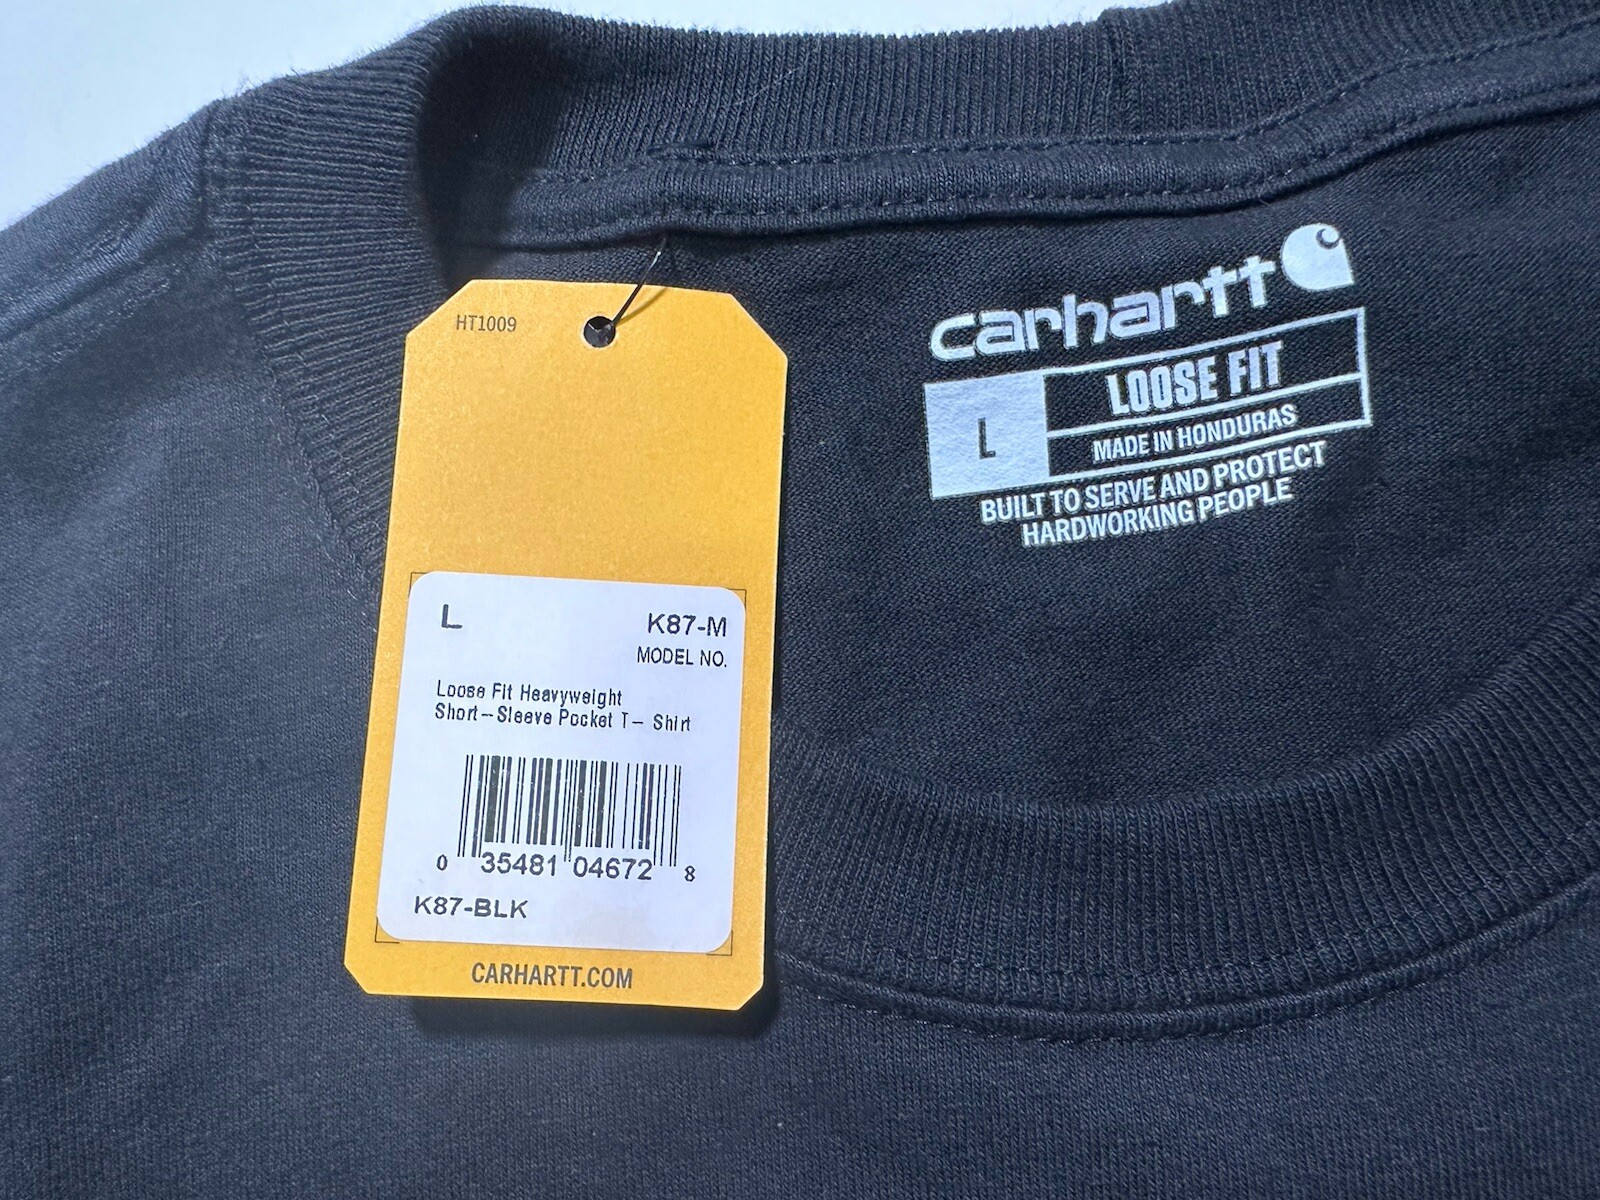 HT1009
L K87-M
MODEL NO.
Loose Fit Heavyweight
Short-Sleeve Pocket T- Shirt
0 35481 04672 8
K87-BLK
CARHARTT.COM
carhartt
L LOOSE FIT
MADE IN HONDURAS
BUILT TO SERVE AND PROTECT
HARDWORKING PEOPLE